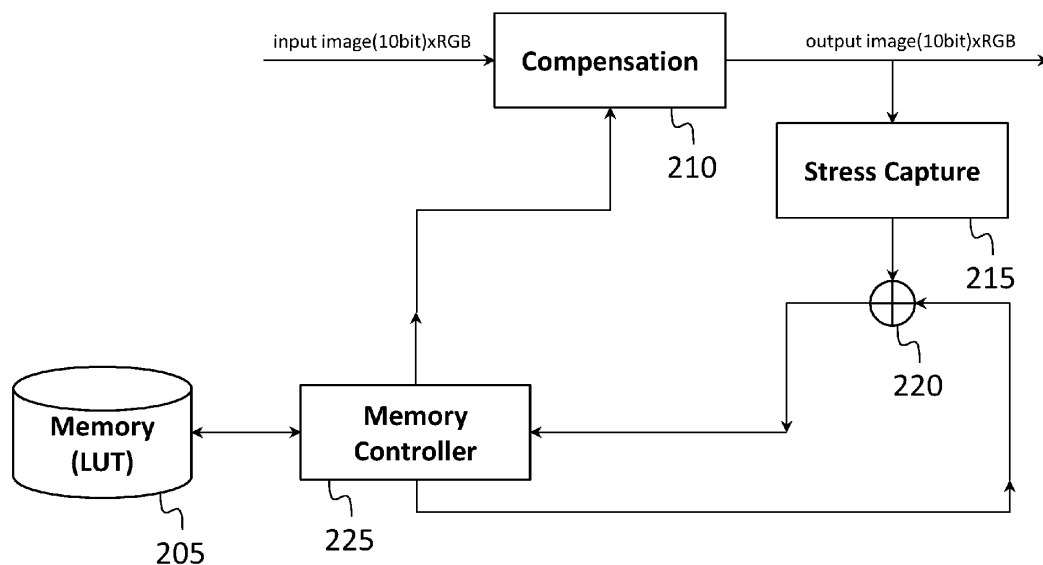 input image(10bit)xRGB
Compensation
output image(10bit)xRGB
210
Stress Capture
215
220
Memory
(LUT)
205
Memory
Controller
225